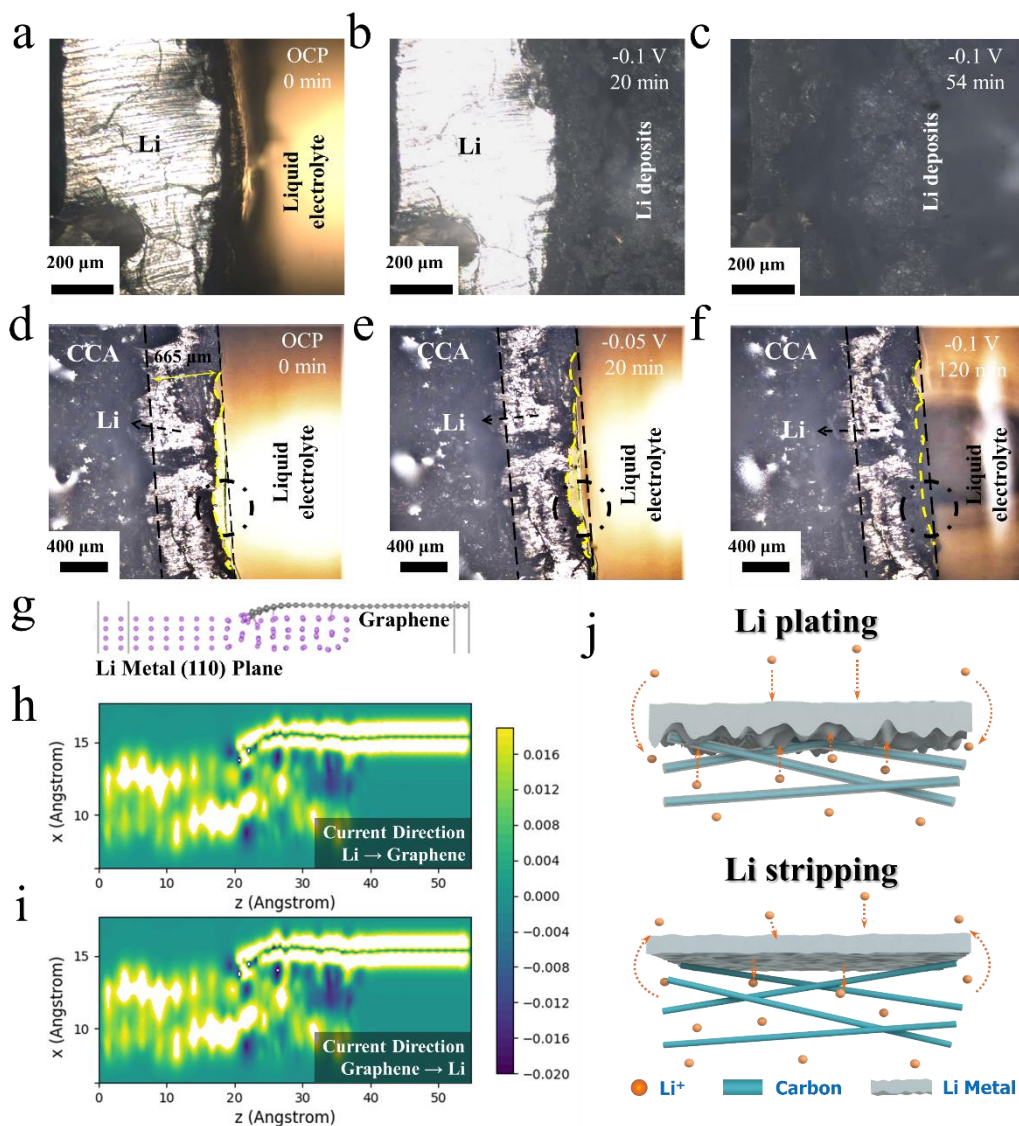 a
OCP
0 min
Li
Liquid
electrolyte
200 μm
b
-0.1 V
20 min
Li
Li deposits
200 μm
c
-0.1 V
54 min
Li deposits
200 μm
d
CCA
OCP
0 min
665 μm
Li
Liquid
electrolyte
400 μm
e
CCA
-0.05 V
20 min
Li
Liquid
electrolyte
400 μm
f
CCA
-0.1 V
120 min
Li
Liquid
electrolyte
400 μm
g
Graphene
Li Metal (110) Plane
h
x (Angstrom)
15
10
Current Direction
Li → Graphene
0 10 20 30 40 50
z (Angstrom)
i
x (Angstrom)
15
10
Current Direction
Graphene → Li
0 10 20 30 40 50
z (Angstrom)
0.016
0.012
0.008
0.004
0.000
-0.004
-0.008
-0.012
-0.016
-0.020
j
Li plating
Li stripping
Li⁺ Carbon Li Metal